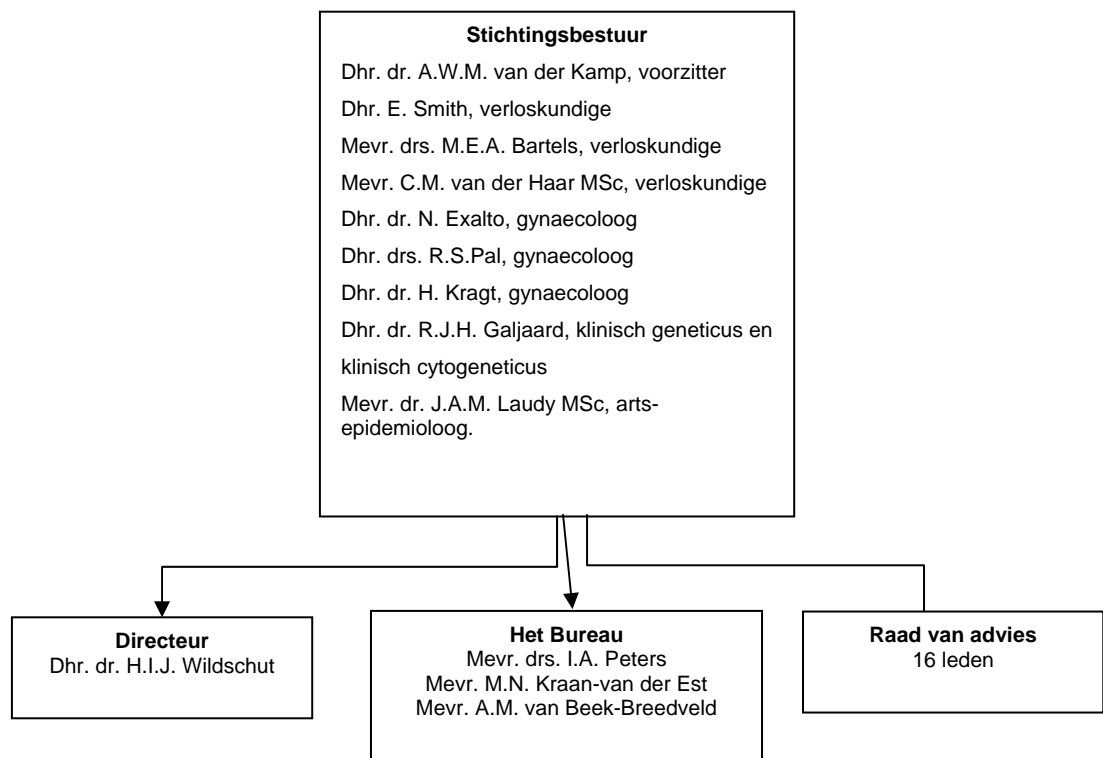 Stichtingsbestuur
Dhr. dr. A.W.M. van der Kamp, voorzitter
Dhr. E. Smith, verloskundige
Mevr. drs. M.E.A. Bartels, verloskundige
Mevr. C.M. van der Haar MSc, verloskundige
Dhr. dr. N. Exalto, gynaecoloog
Dhr. drs. R.S.Pal, gynaecoloog
Dhr. dr. H. Kragt, gynaecoloog
Dhr. dr. R.J.H. Galjaard, klinisch geneticus en
klinisch cytogeneticus
Mevr. dr. J.A.M. Laudy MSc, arts-
epidemioloog.
Directeur
Dhr. dr. H.I.J. Wildschut
Het Bureau
Mevr. drs. I.A. Peters
Mevr. M.N. Kraan-van der Est
Mevr. A.M. van Beek-Breedveld
Raad van advies
16 leden